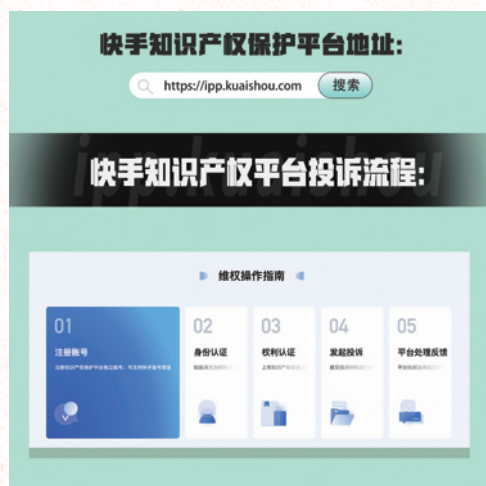 快手知识产权保护平台地址:
https://ipp.kuaishou.com 搜索
快手知识产权平台投诉流程:
维权操作指南
01 02 03 04 05
注册账号 身份认证 权利认证 发起投诉 平台处理反馈